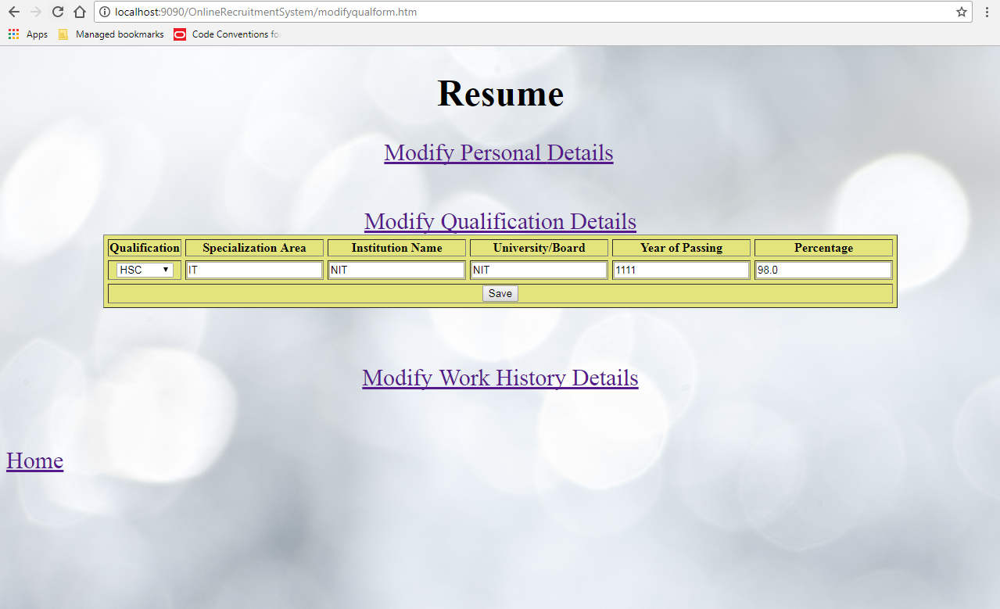 localhost:9090/OnlineRecruitmentSystem/modifyqualform.htm
Apps Managed bookmarks Code Conventions fo
Resume
Modify Personal Details
Modify Qualification Details
Qualification Specialization Area Institution Name University/Board Year of Passing Percentage
HSC IT NIT NIT 1111 98.0
Save
Modify Work History Details
Home